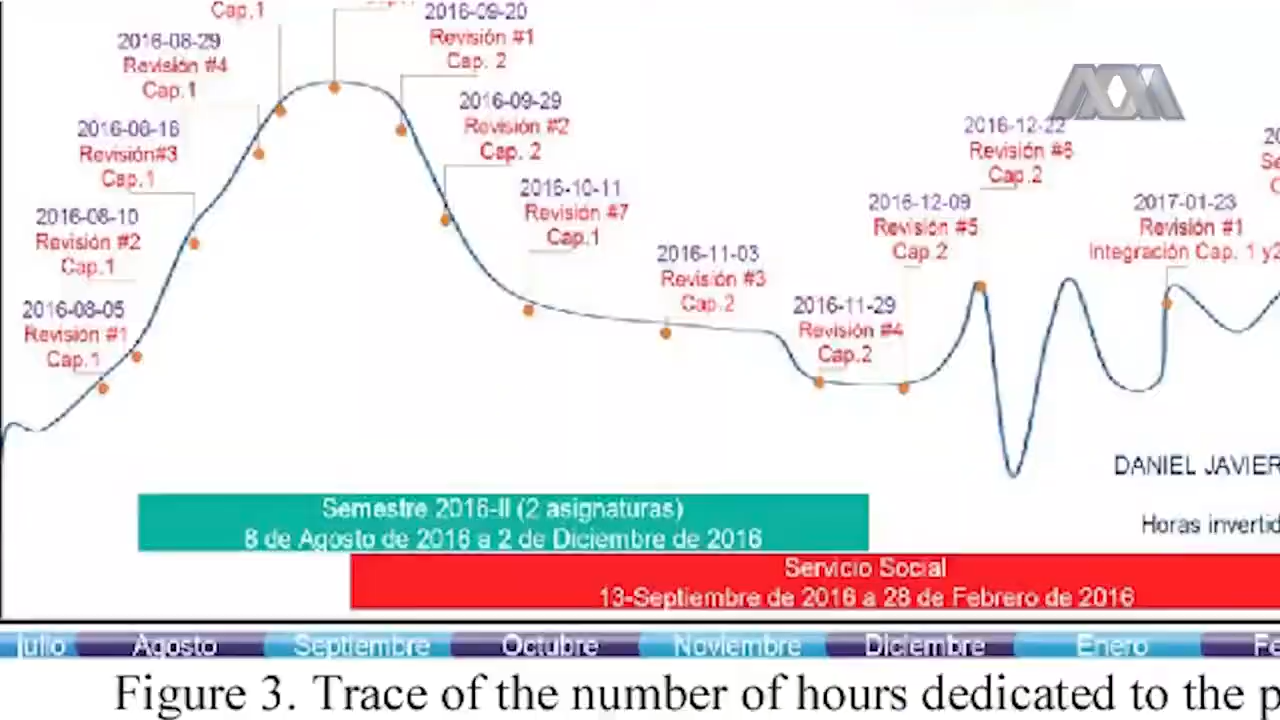 Cap.1
2016-08-29
Revisión #4
Cap.1
2016-08-16
Revisión#3
Cap.1
2016-08-10
Revisión #2
Cap.1
2016-08-05
Revisión #1
Cap.1
2016-09-20
Revisión #1
Cap. 2
2016-09-29
Revisión #2
Cap. 2
2016-10-11
Revisión #7
Cap.1
2016-11-03
Revisión #3
Cap.2
2016-11-29
Revisión #4
Cap.2
2016-12-09
Revisión #5
Cap.2
2016-12-22
Revisión #6
Cap.2
2017-01-23
Revisión #1
Integración Cap. 1 y2
20
Se
C
DANIEL JAVIER
Horas invertid
Semestre 2016-II (2 asignaturas)
8 de Agosto de 2016 a 2 de Diciembre de 2016
Servicio Social
13-Septiembre de 2016 a 28 de Febrero de 2016
Julio Agosto Septiembre Octubre Noviembre Diciembre Enero Fe
Figure 3. Trace of the number of hours dedicated to the p